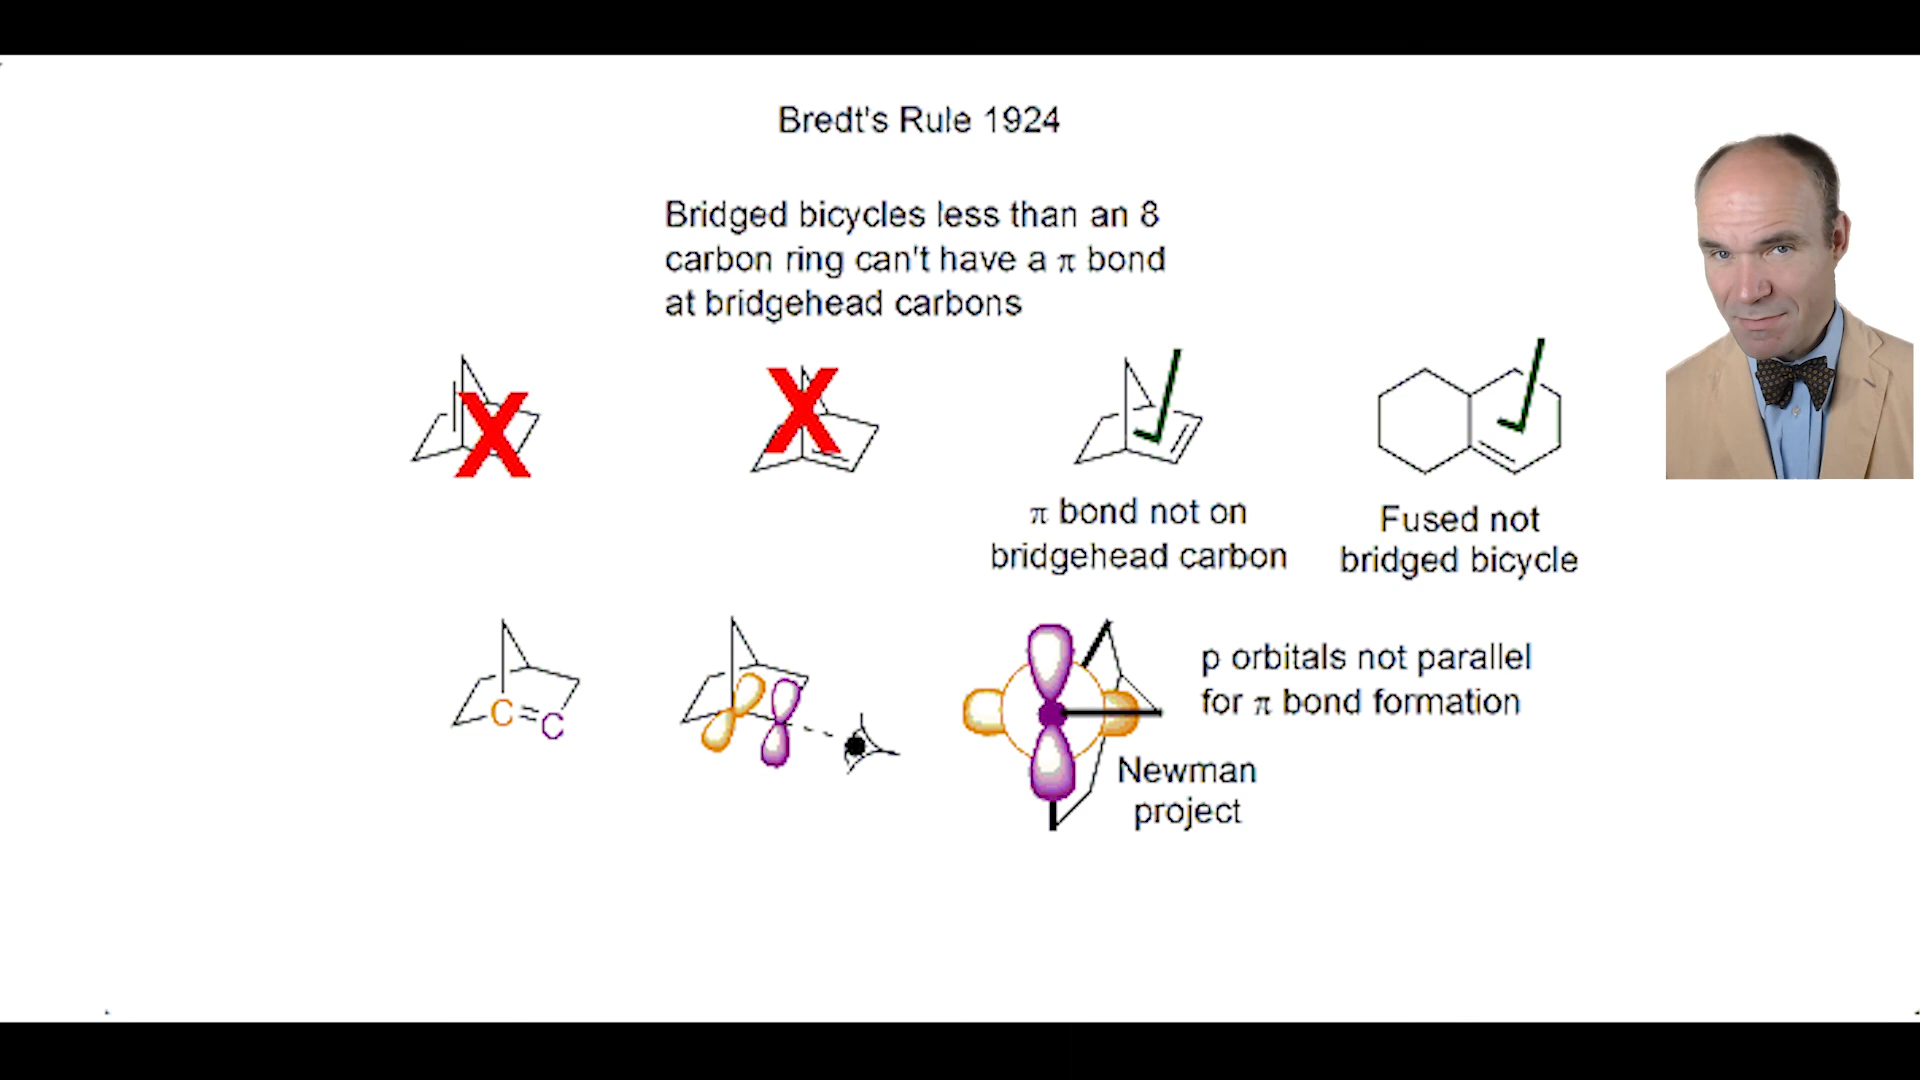 Bredt's Rule 1924
Bridged bicycles less than an 8
carbon ring can't have a π bond
at bridgehead carbons
X
X
π bond not on
bridgehead carbon
Fused not
bridged bicycle
C
C
p orbitals not parallel
for π bond formation
Newman
project